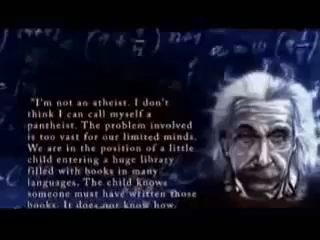 "I'm not an atheist. I don't
think I can call myself a
pantheist. The problem involved
is too vast for our limited minds.
We are in the position of a little
child entering a huge library
filled with books in many
languages. The child knows
someone must have written those
books. It does not know how.